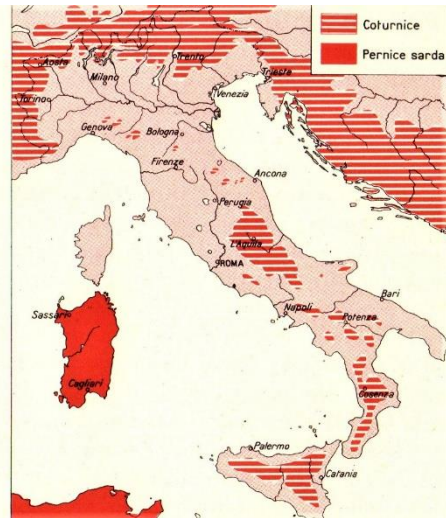 Coturnice
Pernice sarda
Aosta
Trento
Milano
Trieste
Venezia
Torino
Genova
Bologna
Firenze
Ancona
Perugia
L'Aquila
ROMA
Bari
Napoli
Potenza
Sassari
Cagliari
Cosenza
Palermo
Catania